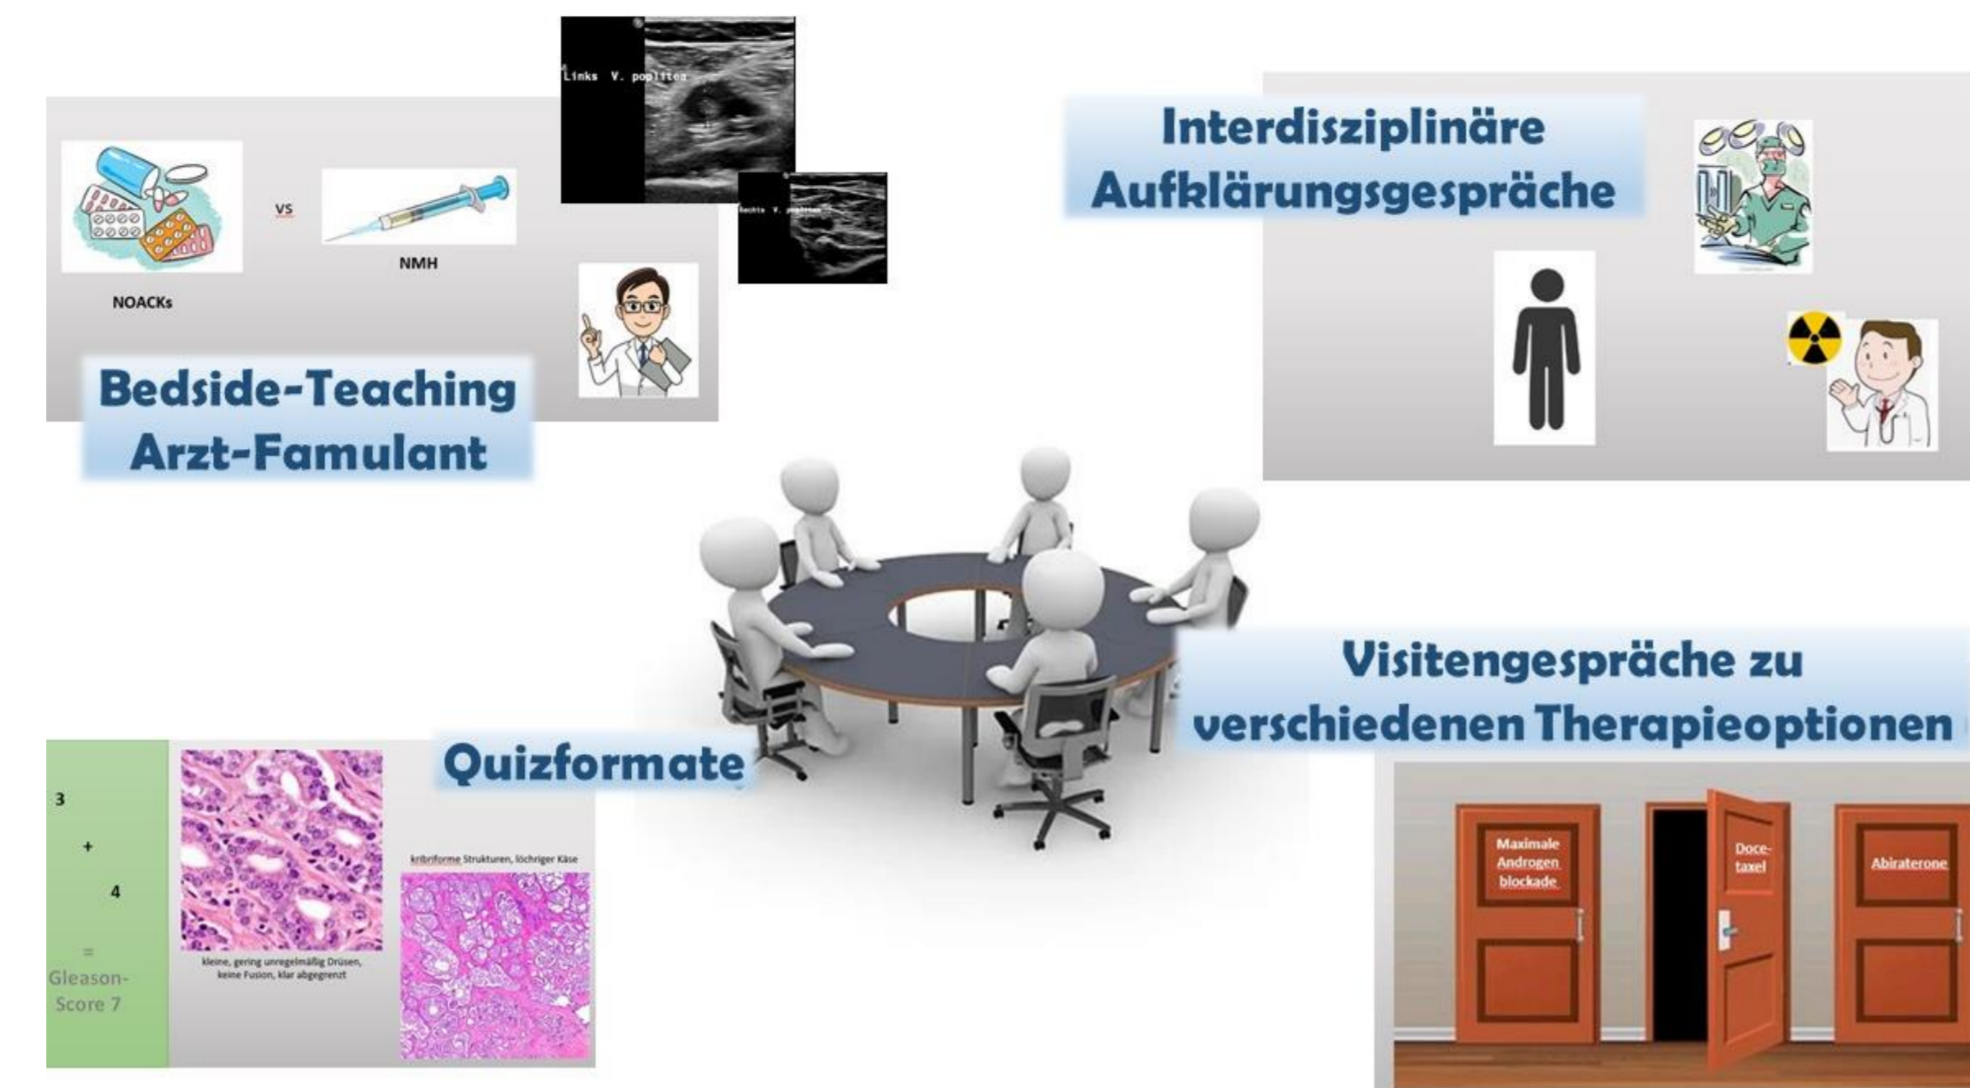 Links V. poplitea
Rechts V. poplitea
vs
NMH
NOACKs
Bedside-Teaching
Arzt-Famulant
Interdisziplinäre
Aufklärungsgespräche
Quizformate
3
+
4
=
Gleason-
Score 7
kleine, gering unregelmäßig Drüsen,
keine Fusion, klar abgegrenzt
kribriforme Strukturen, löchriger Käse
Visitengespräche zu
verschiedenen Therapieoptionen
Maximale
Androgen
blockade
Doce-
taxel
Abiraterone